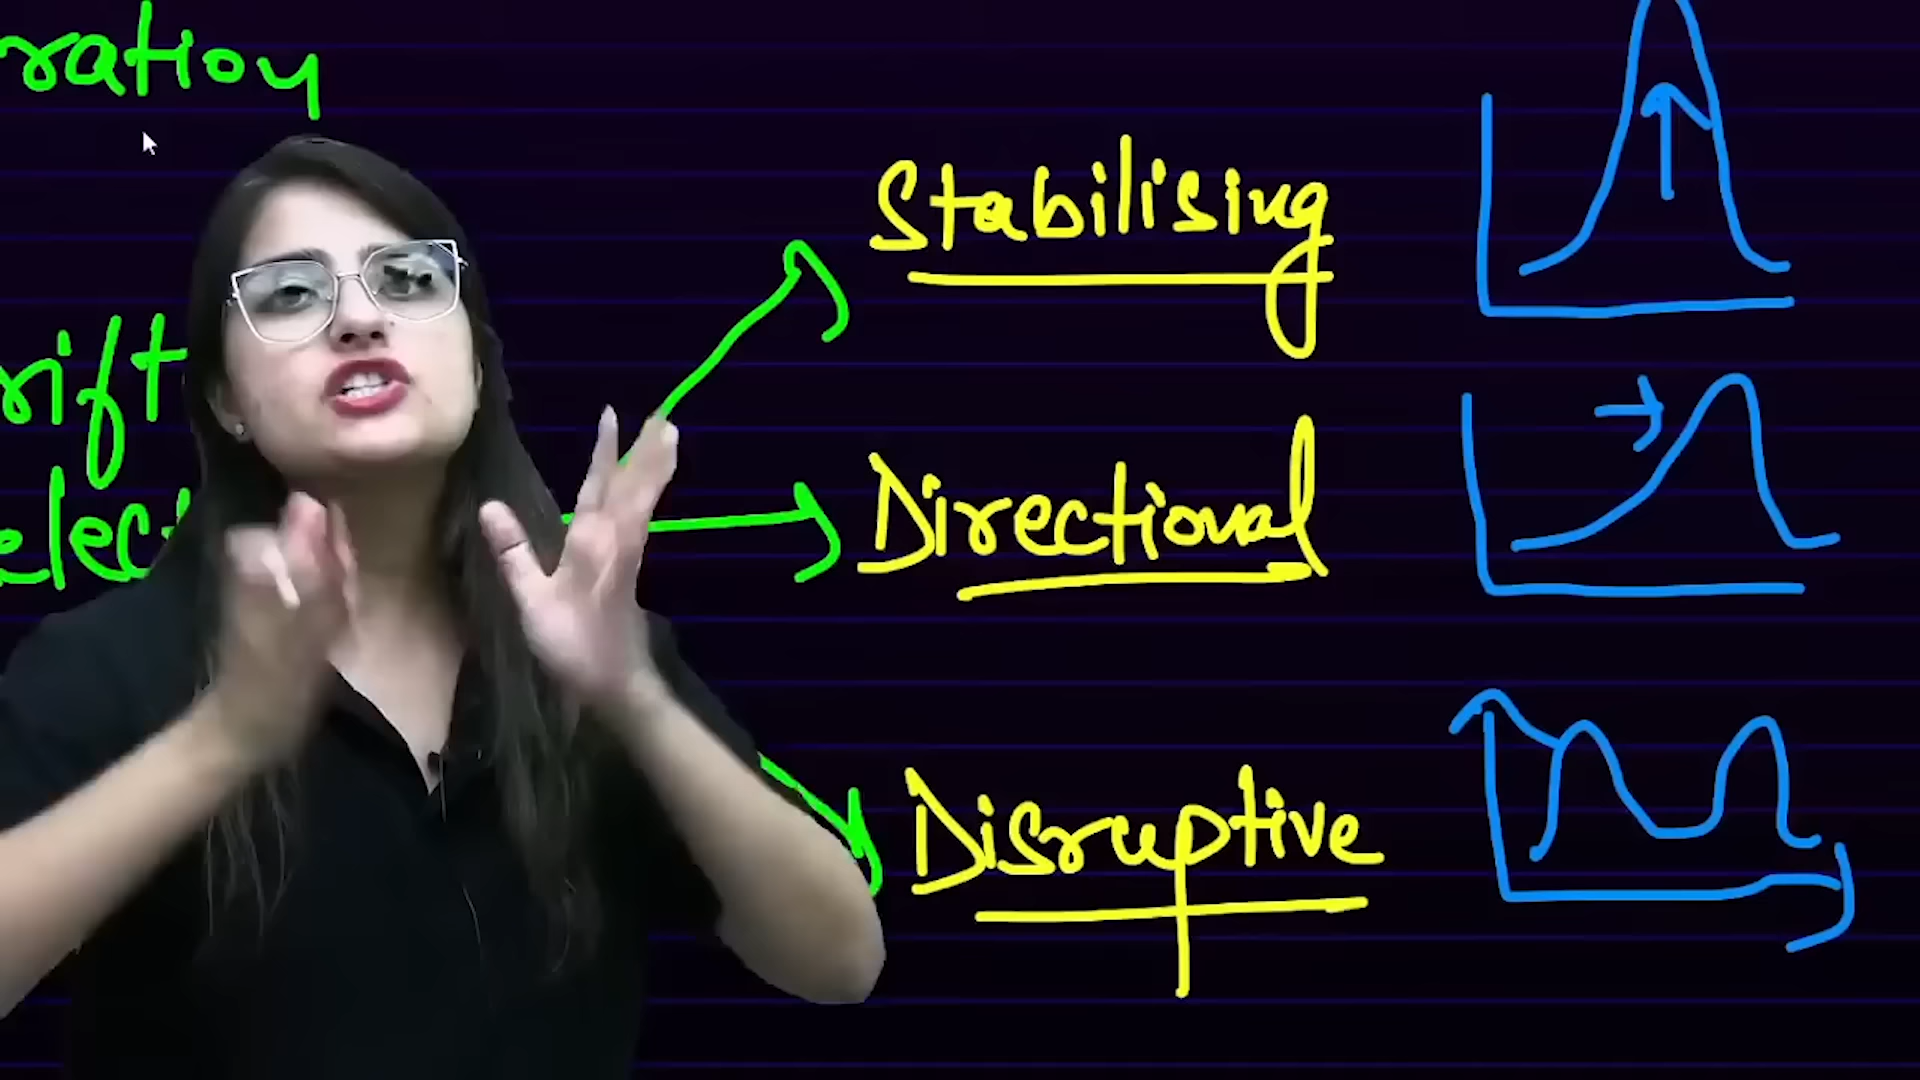 ration
Stabilising
rift
Directional
elect
Disruptive